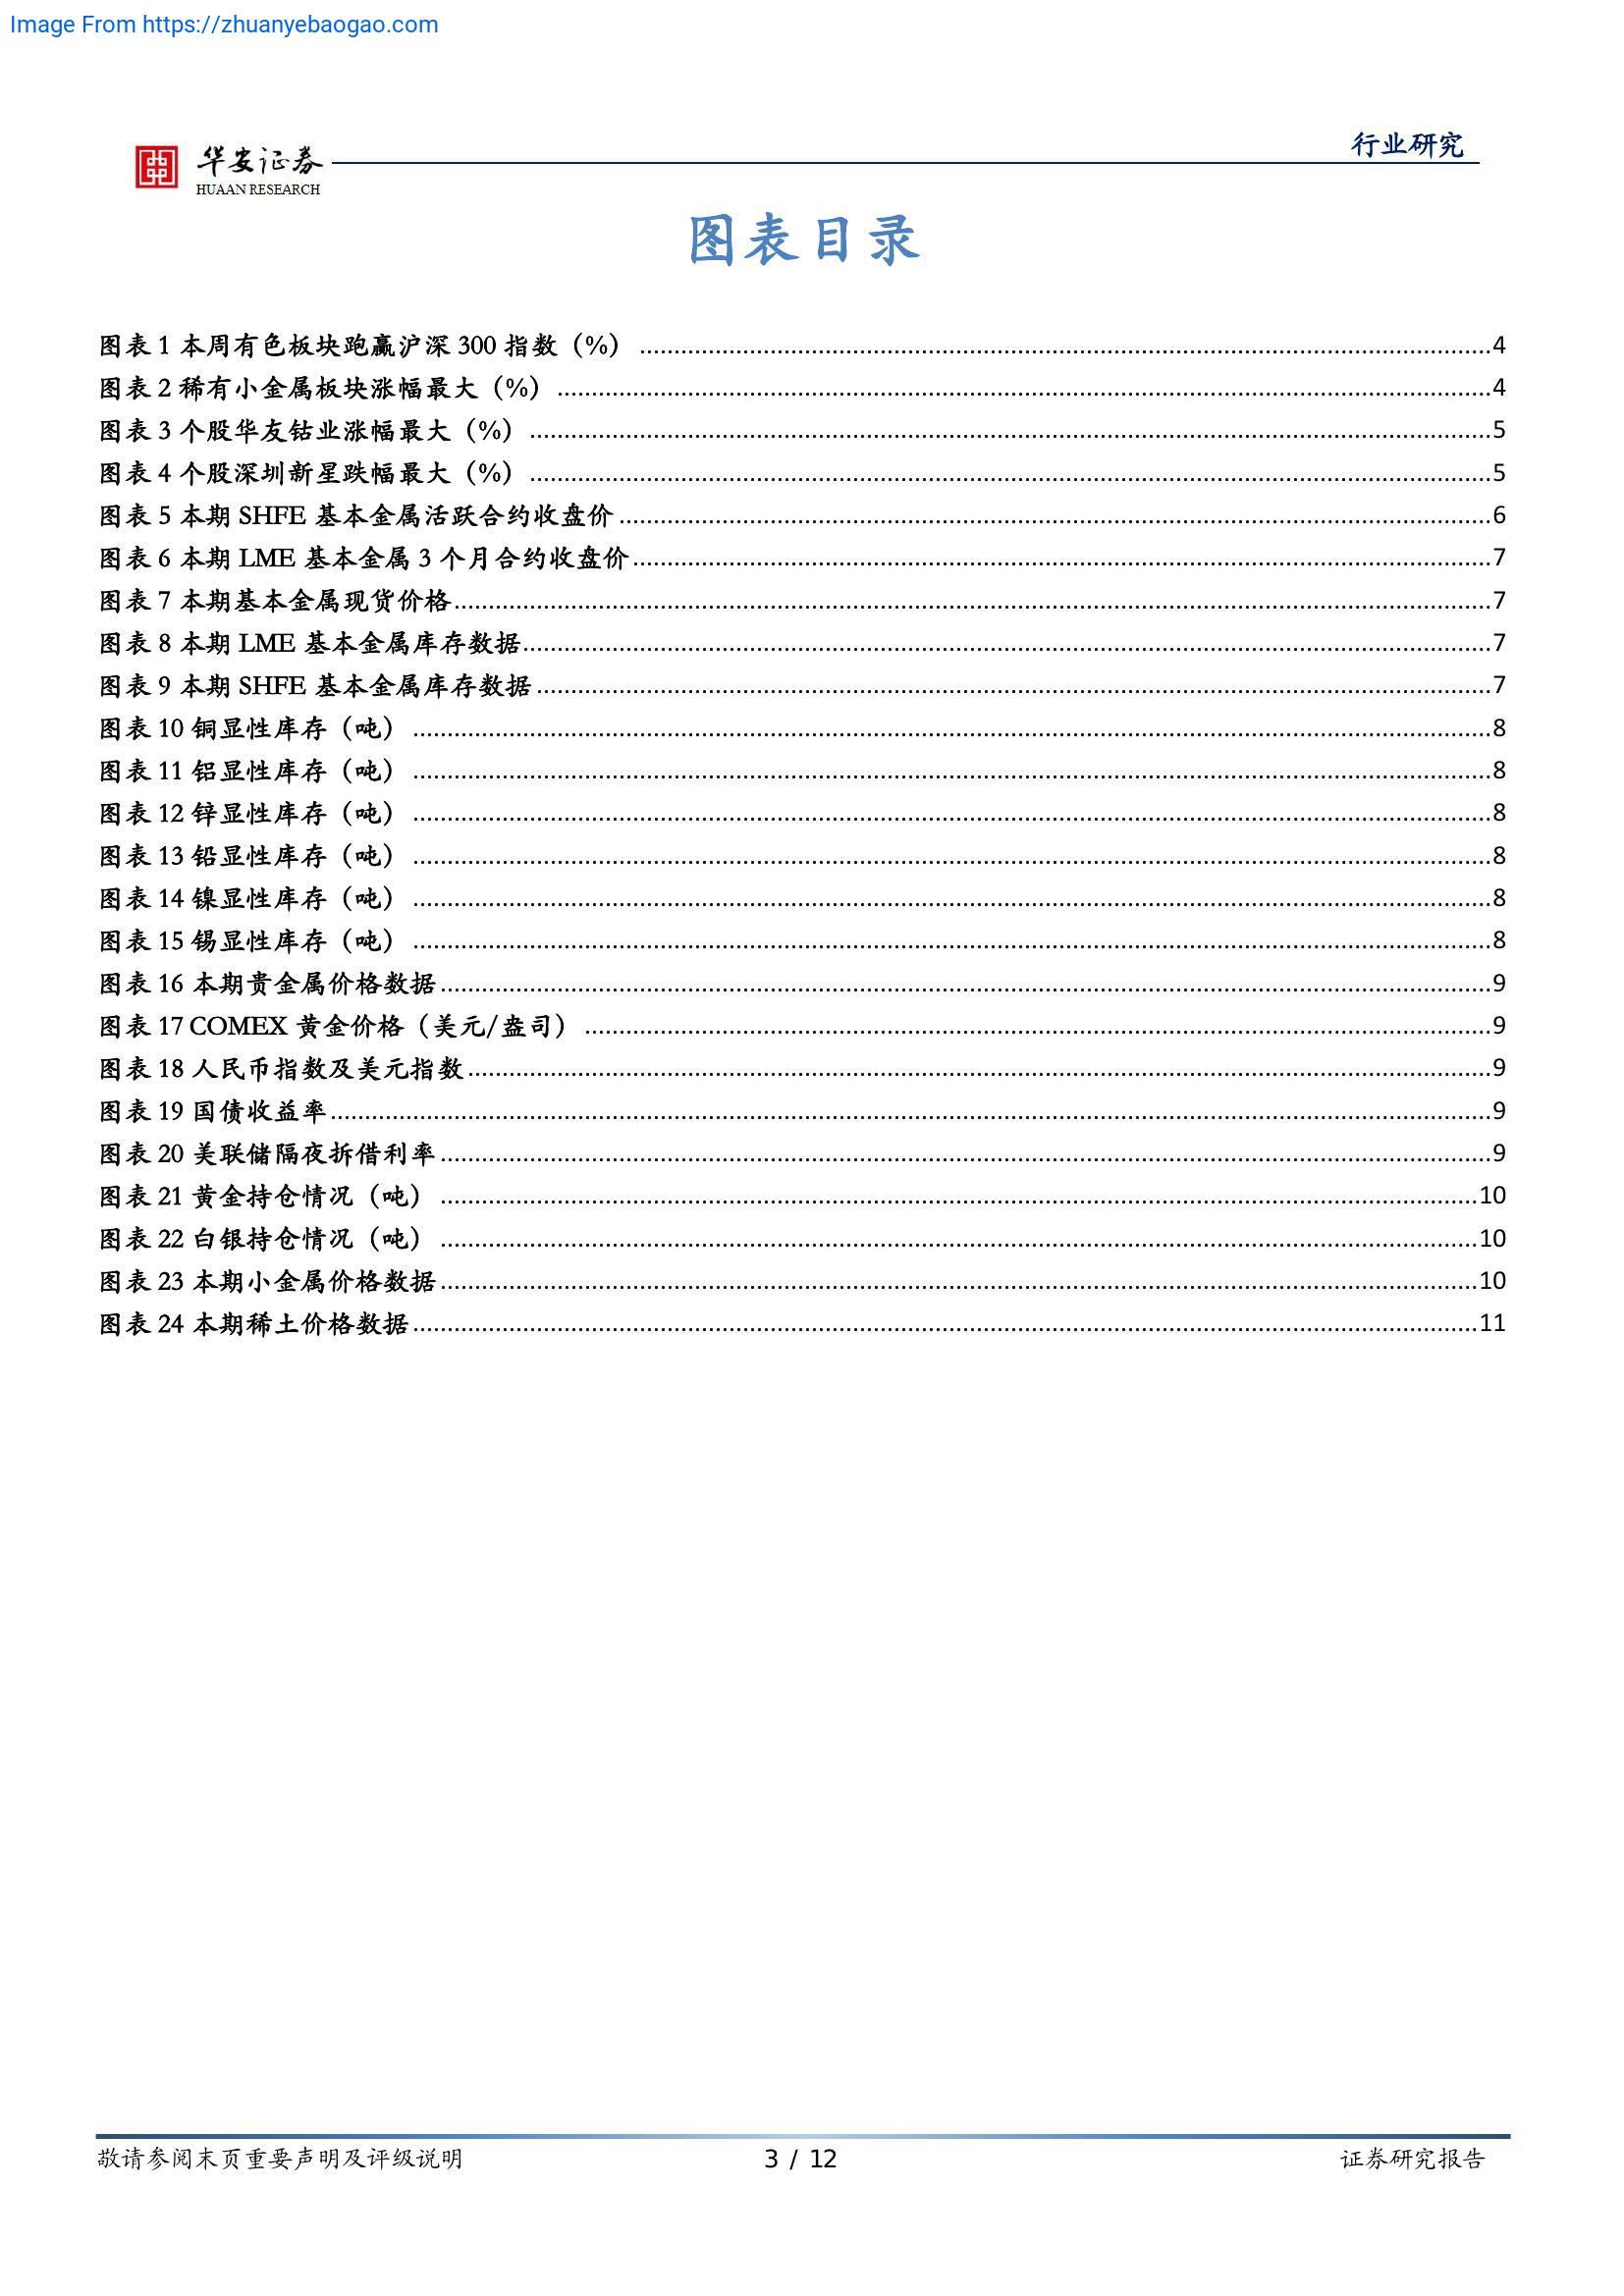 Image From https://zhuanyebaogao.com
行业研究
华安证券
HUAAN RESEARCH
图表目录
图表 1 本周有色板块跑赢沪深 300 指数（%） ........ 4
图表 2 稀有小金属板块涨幅最大（%） ........ 4
图表 3 个股华友钴业涨幅最大（%） ........ 5
图表 4 个股深圳新星跌幅最大（%） ........ 5
图表 5 本期 SHFE 基本金属活跃合约收盘价 ........ 6
图表 6 本期 LME 基本金属 3 个月合约收盘价 ........ 7
图表 7 本期基本金属现货价格 ........ 7
图表 8 本期 LME 基本金属库存数据 ........ 7
图表 9 本期 SHFE 基本金属库存数据 ........ 7
图表 10 铜显性库存（吨） ........ 8
图表 11 铝显性库存（吨） ........ 8
图表 12 锌显性库存（吨） ........ 8
图表 13 铅显性库存（吨） ........ 8
图表 14 镍显性库存（吨） ........ 8
图表 15 锡显性库存（吨） ........ 8
图表 16 本期贵金属价格数据 ........ 9
图表 17 COMEX 黄金价格（美元/盎司） ........ 9
图表 18 人民币指数及美元指数 ........ 9
图表 19 国债收益率 ........ 9
图表 20 美联储隔夜拆借利率 ........ 9
图表 21 黄金持仓情况（吨） ........ 10
图表 22 白银持仓情况（吨） ........ 10
图表 23 本期小金属价格数据 ........ 10
图表 24 本期稀土价格数据 ........ 11
敬请参阅末页重要声明及评级说明 3 / 12 证券研究报告